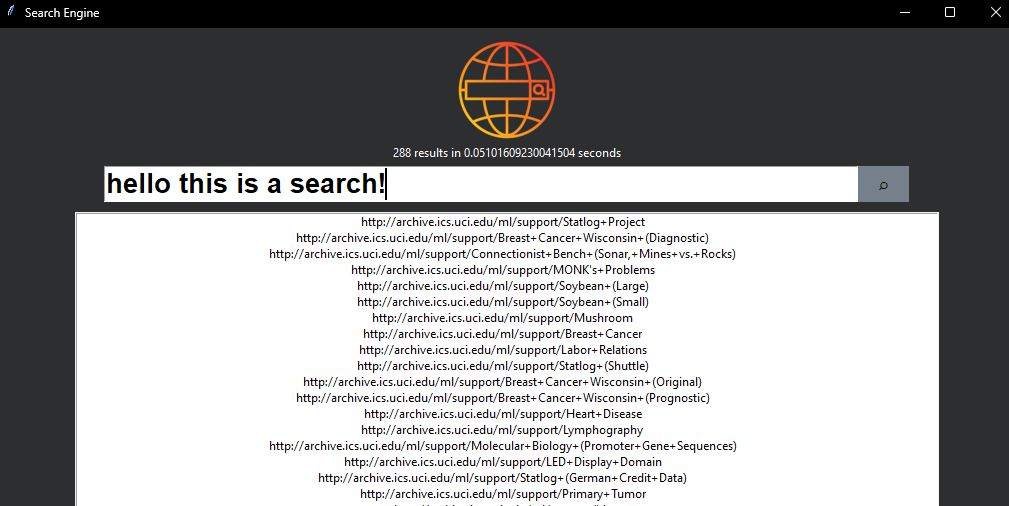 Search Engine
288 results in 0.05101609230041504 seconds
hello this is a search!
http://archive.ics.uci.edu/ml/support/Statlog+Project
http://archive.ics.uci.edu/ml/support/Breast+Cancer+Wisconsin+(Diagnostic)
http://archive.ics.uci.edu/ml/support/Connectionist+Bench+(Sonar,+Mines+vs.+Rocks)
http://archive.ics.uci.edu/ml/support/MONK's+Problems
http://archive.ics.uci.edu/ml/support/Soybean+(Large)
http://archive.ics.uci.edu/ml/support/Soybean+(Small)
http://archive.ics.uci.edu/ml/support/Mushroom
http://archive.ics.uci.edu/ml/support/Breast+Cancer
http://archive.ics.uci.edu/ml/support/Labor+Relations
http://archive.ics.uci.edu/ml/support/Statlog+(Shuttle)
http://archive.ics.uci.edu/ml/support/Breast+Cancer+Wisconsin+(Original)
http://archive.ics.uci.edu/ml/support/Breast+Cancer+Wisconsin+(Prognostic)
http://archive.ics.uci.edu/ml/support/Heart+Disease
http://archive.ics.uci.edu/ml/support/Lymphography
http://archive.ics.uci.edu/ml/support/Molecular+Biology+(Promoter+Gene+Sequences)
http://archive.ics.uci.edu/ml/support/LED+Display+Domain
http://archive.ics.uci.edu/ml/support/Statlog+(German+Credit+Data)
http://archive.ics.uci.edu/ml/support/Primary+Tumor